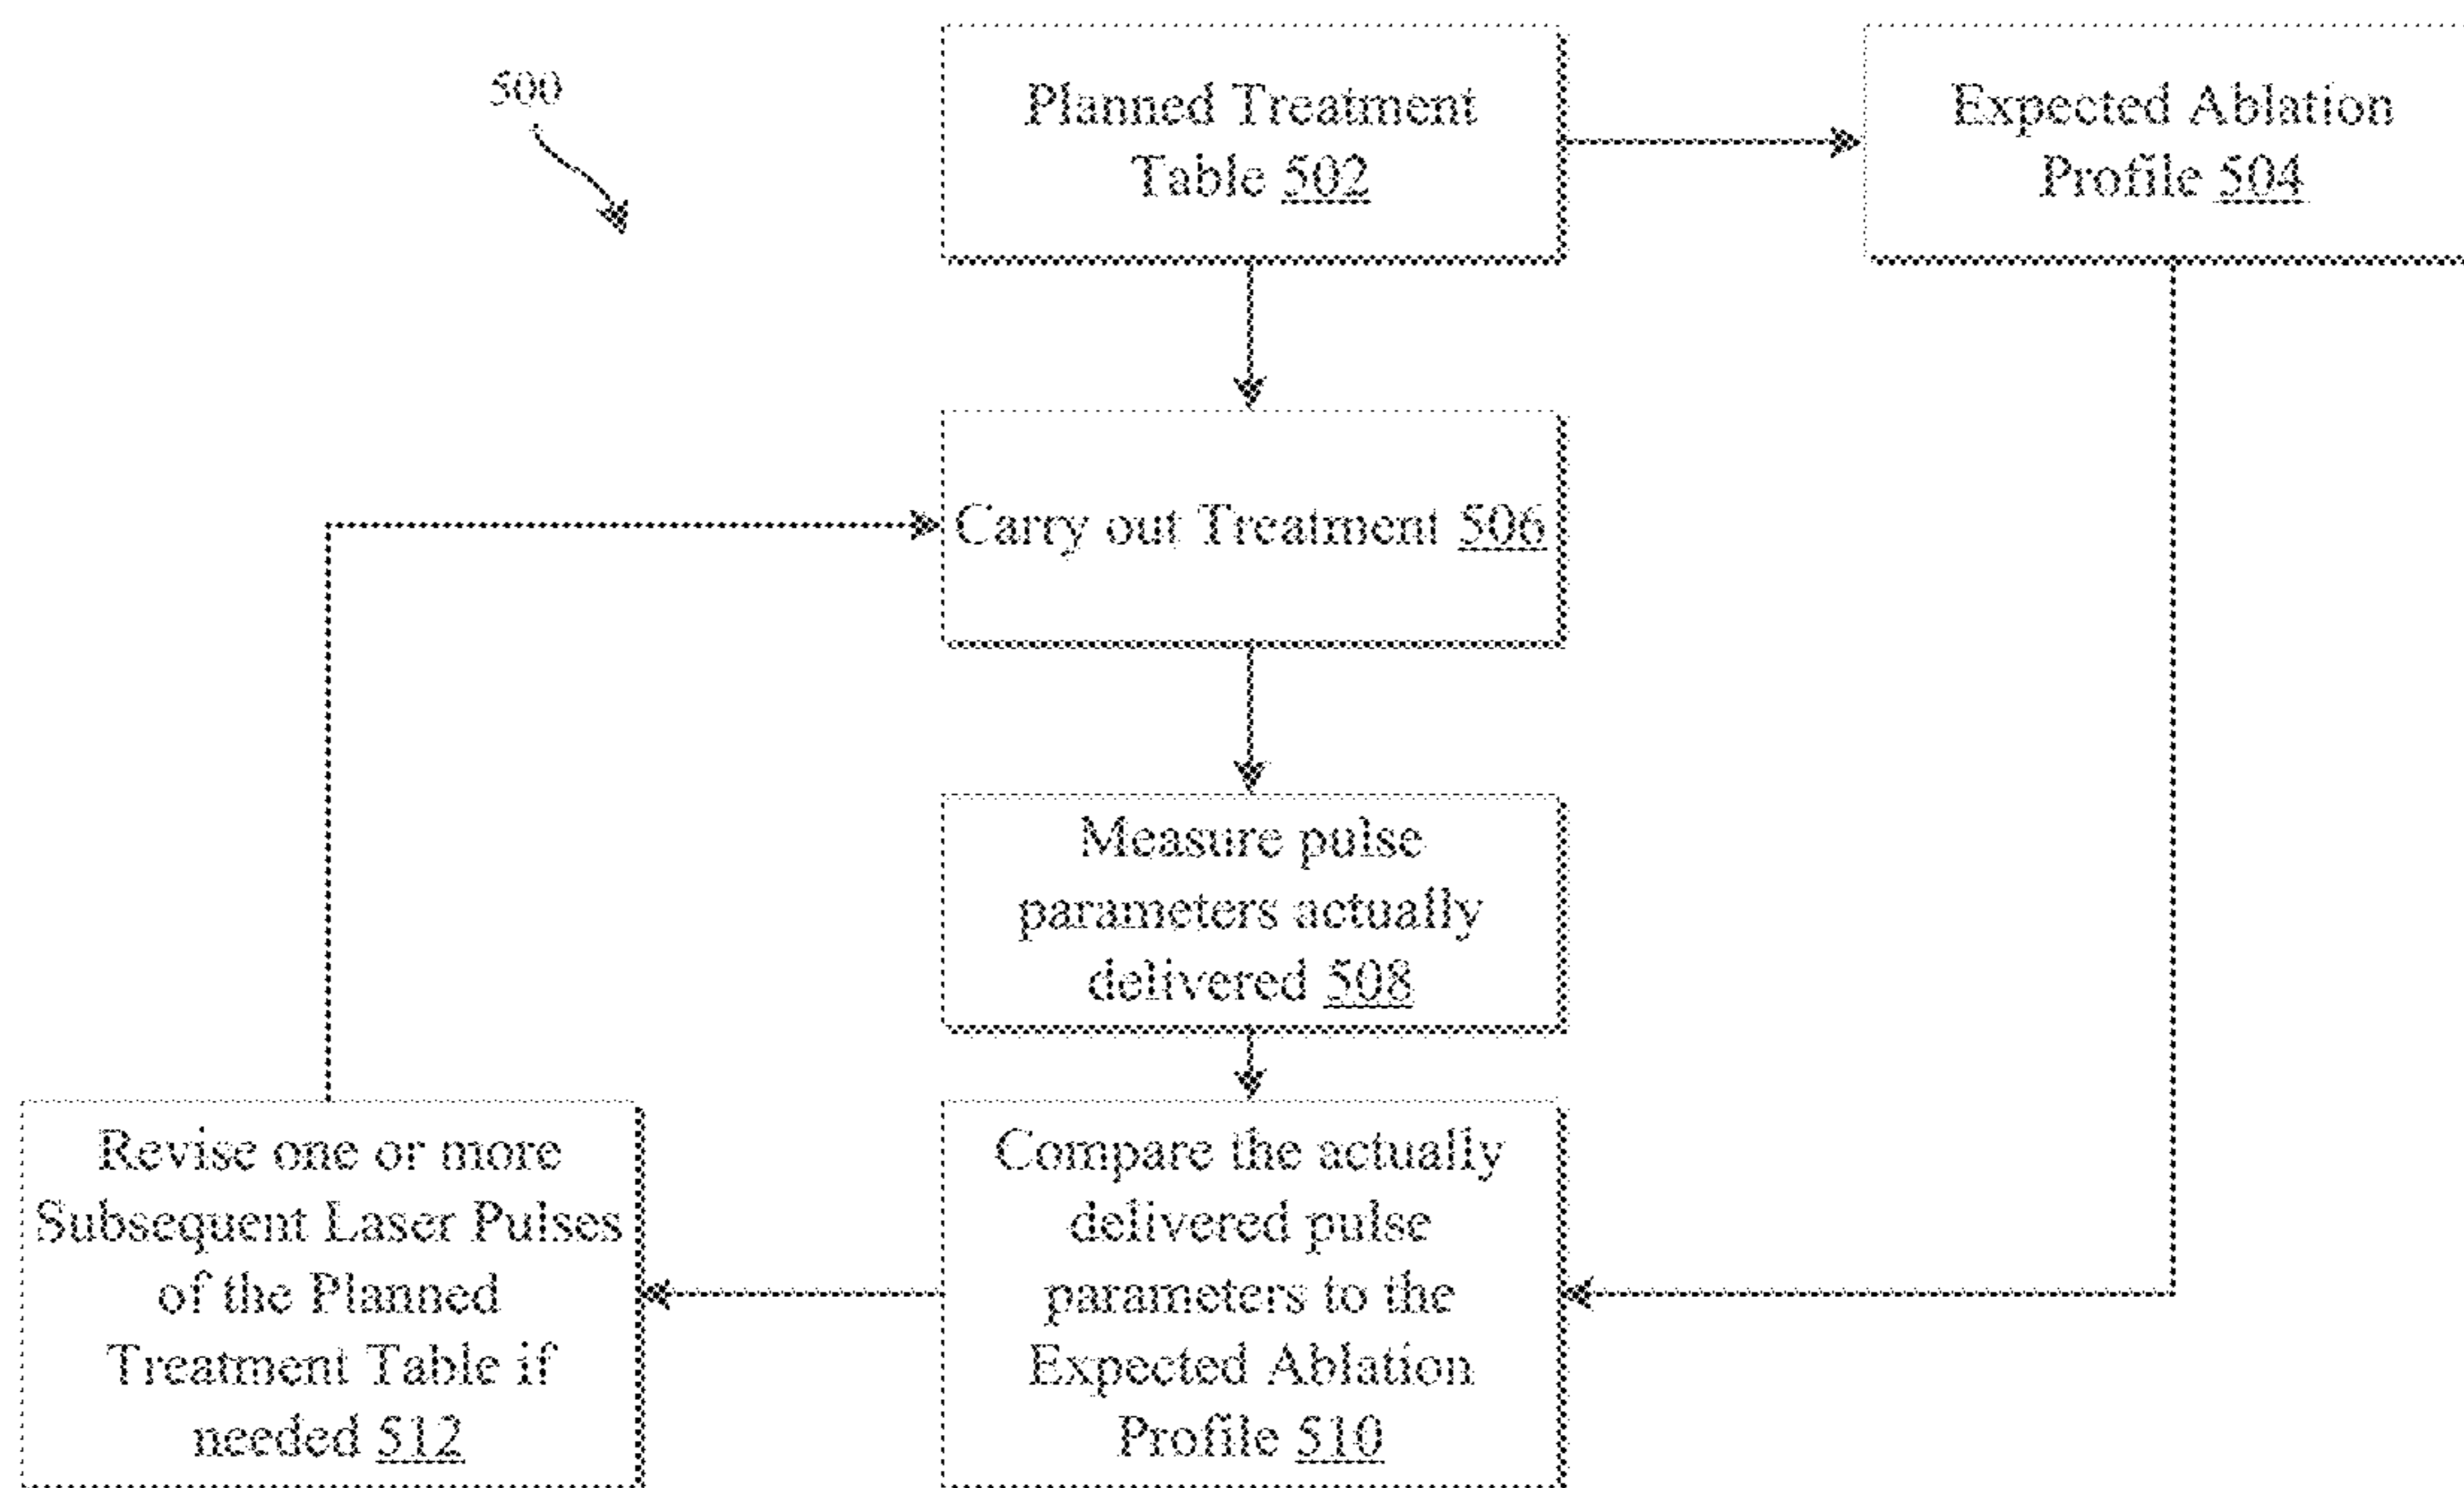 500
Planned Treatment
Table 502
Expected Ablation
Profile 504
Carry out Treatment 506
Measure pulse
parameters actually
delivered 508
Revise one or more
Subsequent Laser Pulses
of the Planned
Treatment Table if
needed 512
Compare the actually
delivered pulse
parameters to the
Expected Ablation
Profile 510